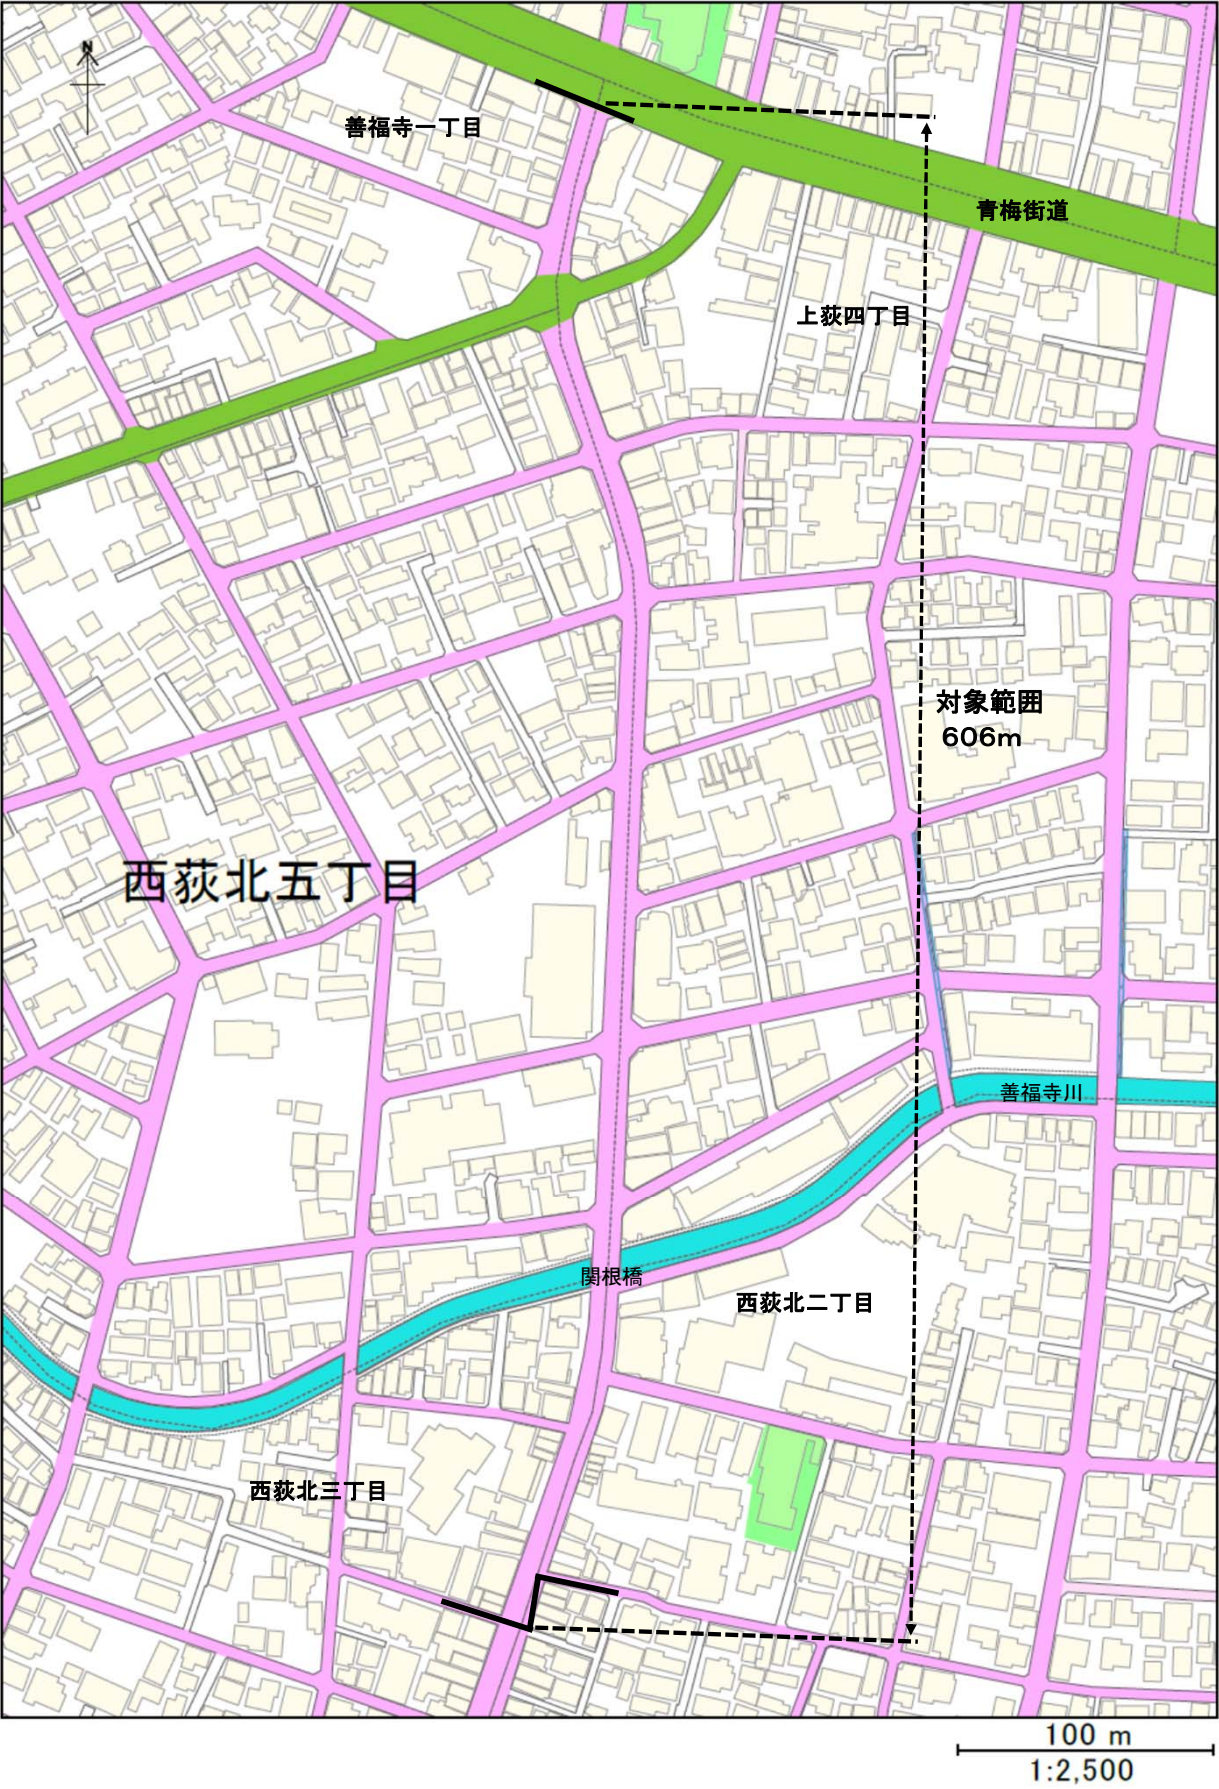 N
善福寺一丁目
青梅街道
上荻四丁目
対象範囲
606m
西荻北五丁目
善福寺川
関根橋
西荻北二丁目
西荻北三丁目
100 m
1:2,500